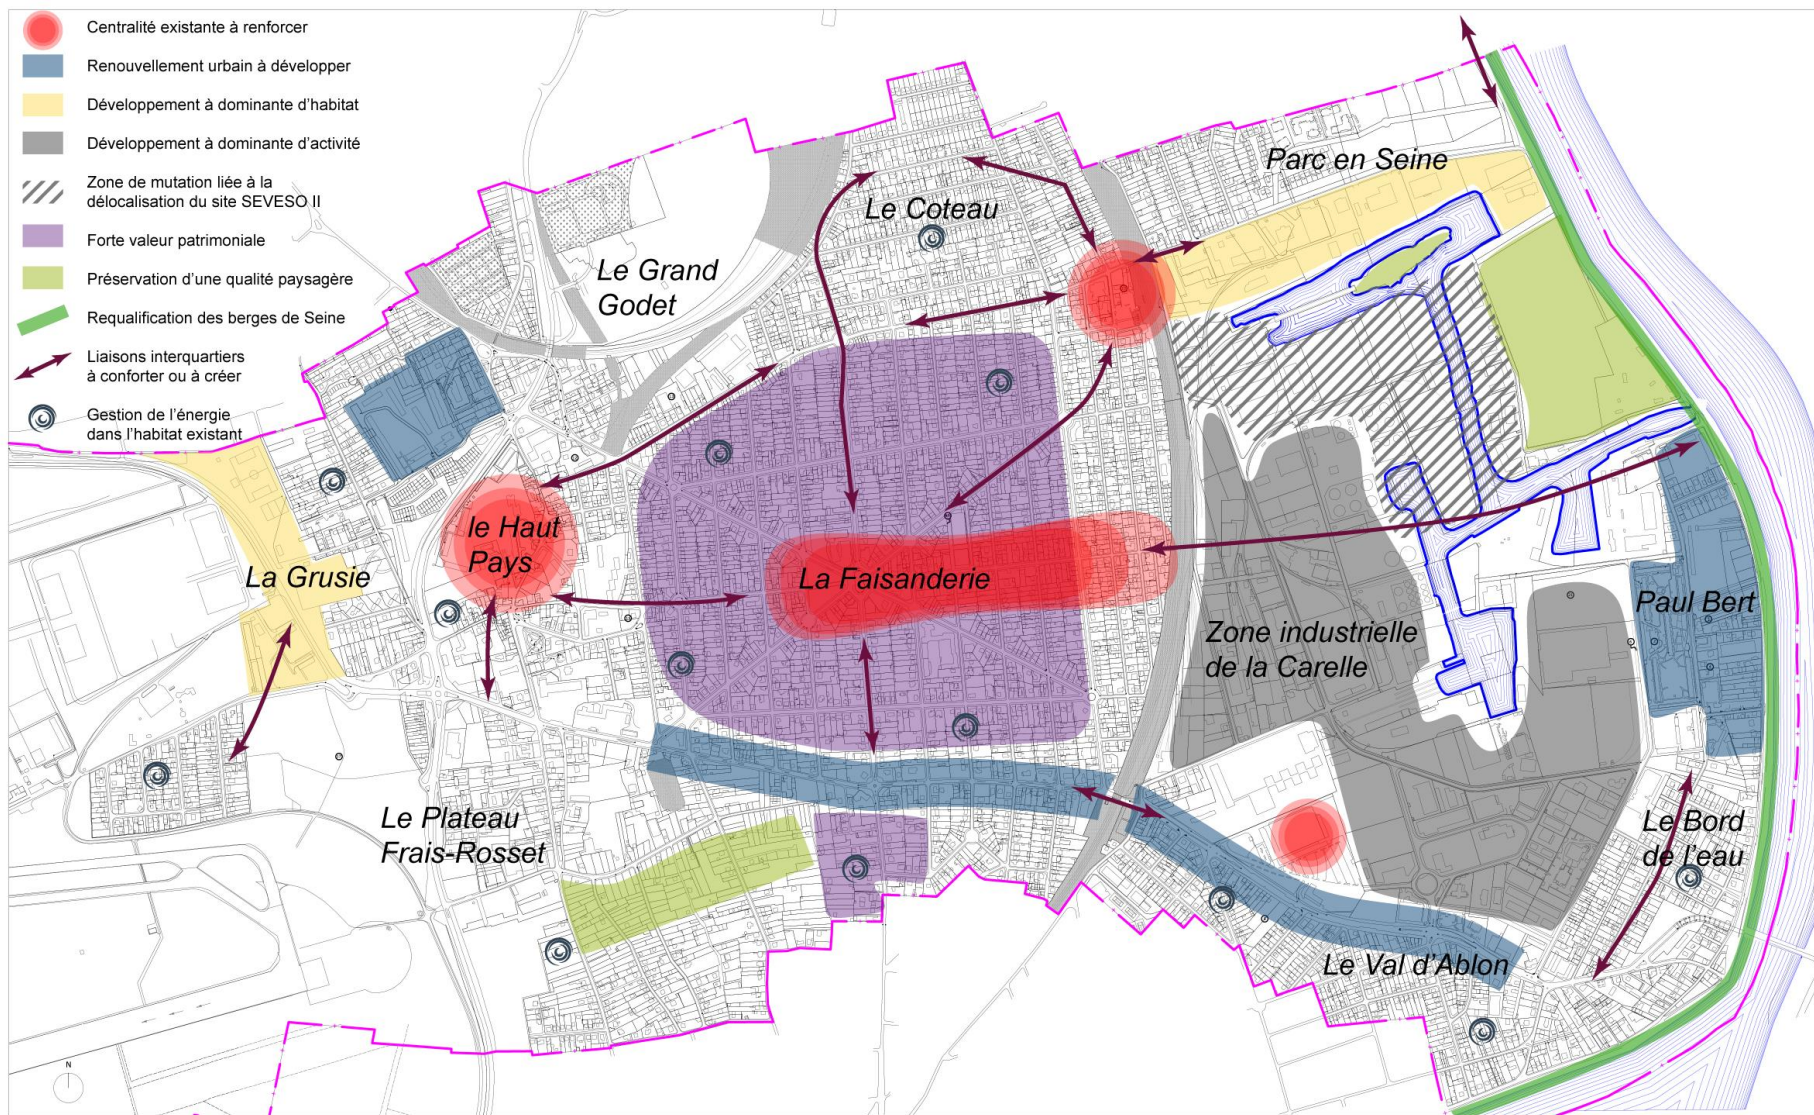 Centralité existante à renforcer
Renouvellement urbain à développer
Développement à dominante d'habitat
Développement à dominante d'activité
Zone de mutation liée à la
délocalisation du site SEVESO II
Forte valeur patrimoniale
Préservation d'une qualité paysagère
Requalification des berges de Seine
Liaisons interquartiers
à conforter ou à créer
Gestion de l'énergie
dans l'habitat existant
Parc en Seine
Le Coteau
Le Grand
Godet
le Haut
Pays
La Grusie
La Faisanderie
Paul Bert
Zone industrielle
de la Carelle
Le Plateau
Frais-Rosset
Le Bord
de l'eau
Le Val d'Ablon
N